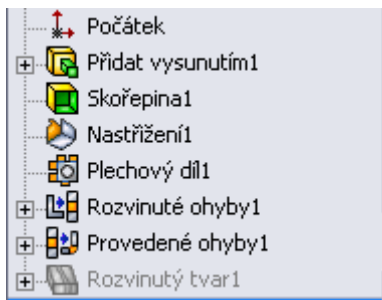 Počátek
Přidat vysunutím1
Skořepina1
Nastřižení1
Plechový díl1
Rozvinuté ohyby1
Provedené ohyby1
Rozvinutý tvar1